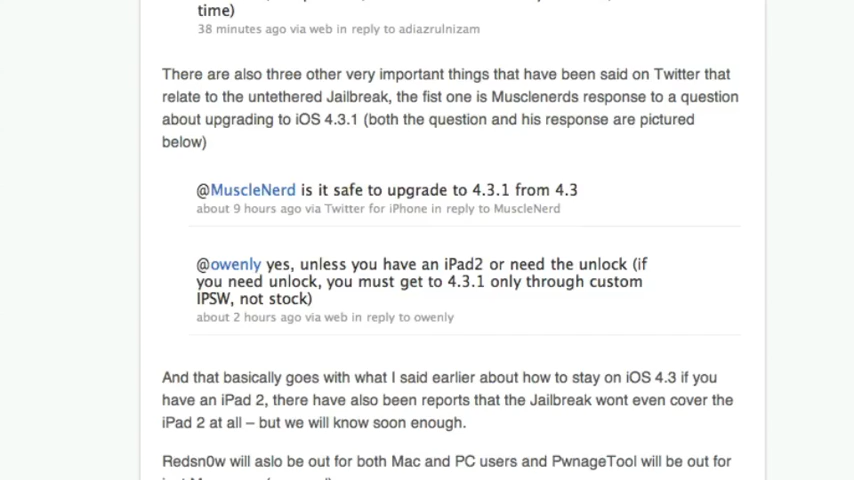 time)
38 minutes ago via web in reply to adiazrulnizam
There are also three other very important things that have been said on Twitter that
relate to the untethered Jailbreak, the fist one is Musclenerds response to a question
about upgrading to iOS 4.3.1 (both the question and his response are pictured
below)
@MuscleNerd is it safe to upgrade to 4.3.1 from 4.3
about 9 hours ago via Twitter for iPhone in reply to MuscleNerd
@owenly yes, unless you have an iPad2 or need the unlock (if
you need unlock, you must get to 4.3.1 only through custom
IPSW, not stock)
about 2 hours ago via web in reply to owenly
And that basically goes with what I said earlier about how to stay on iOS 4.3 if you
have an iPad 2, there have also been reports that the Jailbreak wont even cover the
iPad 2 at all – but we will know soon enough.
Redsn0w will aslo be out for both Mac and PC users and PwnageTool will be out for